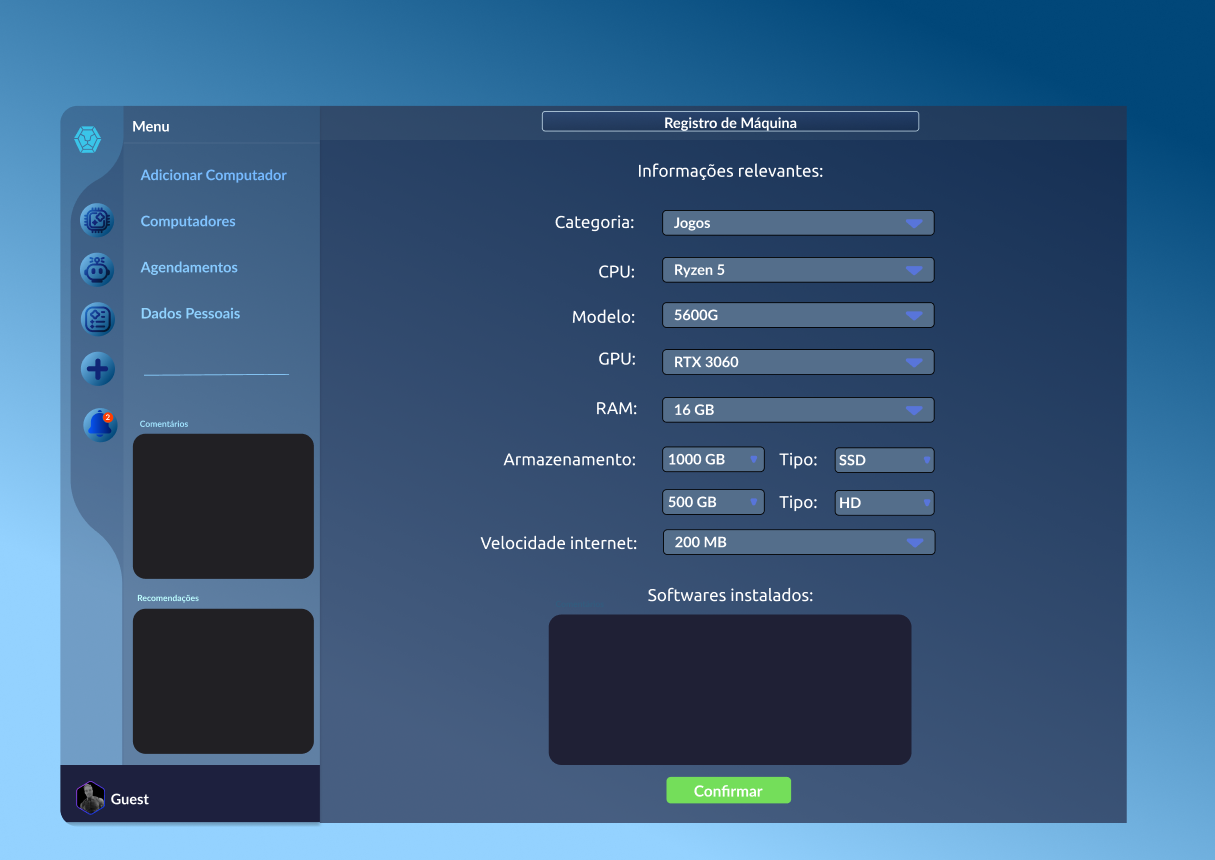 Menu
Adicionar Computador
Computadores
Agendamentos
Dados Pessoais
2
Comentários
Recomendações
Guest
Registro de Máquina
Informações relevantes:
Categoria: Jogos
CPU: Ryzen 5
Modelo: 5600G
GPU: RTX 3060
RAM: 16 GB
Armazenamento: 1000 GB Tipo: SSD
500 GB Tipo: HD
Velocidade internet: 200 MB
Softwares instalados:
Confirmar